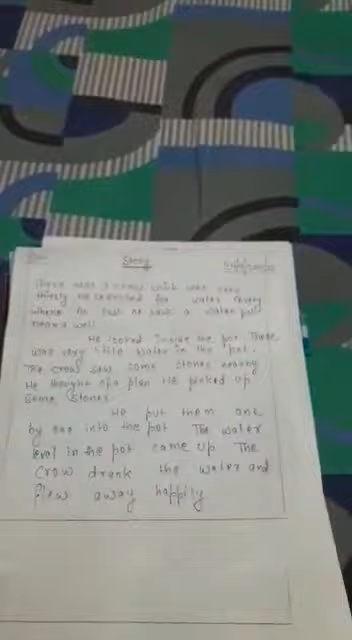 Story
There was a crow which was very
thirsty he searched for water every
where At last he saw a water pot
near a well
He looked inside the pot There
was very little water in the pot.
The crow saw some stones nearby
He thought of a plan He picked up
some stones
He put them one
by one into the pot The water
level in the pot came up The
crow drank the water and
flew away happily